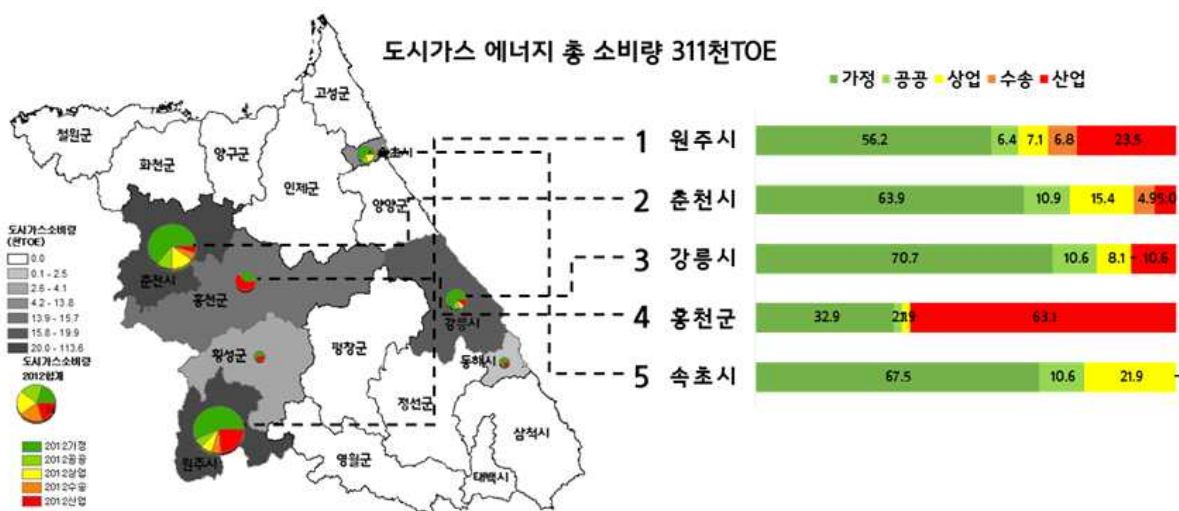 도시가스 에너지 총 소비량 311천TOE
가정 공공 상업 수송 산업
고성군
철원군
화천군
양구군
인제군
속초시
양양군
춘천시
홍천군
강릉시
횡성군
평창군
동해시
정선군
원주시
영월군
삼척시
태백시
도시가스소비량
(천TOE)
0.0
0.1 - 2.5
2.6 - 4.1
4.2 - 13.8
13.9 - 15.7
15.8 - 19.9
20.0 - 113.6
도시가스소비량
2012합계
2012가정
2012공공
2012상업
2012수송
2012산업
1 원주시 56.2 6.4 7.1 6.8 23.5
2 춘천시 63.9 10.9 15.4 4.9 5.0
3 강릉시 70.7 10.6 8.1 - 10.6
4 홍천군 32.9 2.1 1.9 63.1
5 속초시 67.5 10.6 21.9 -